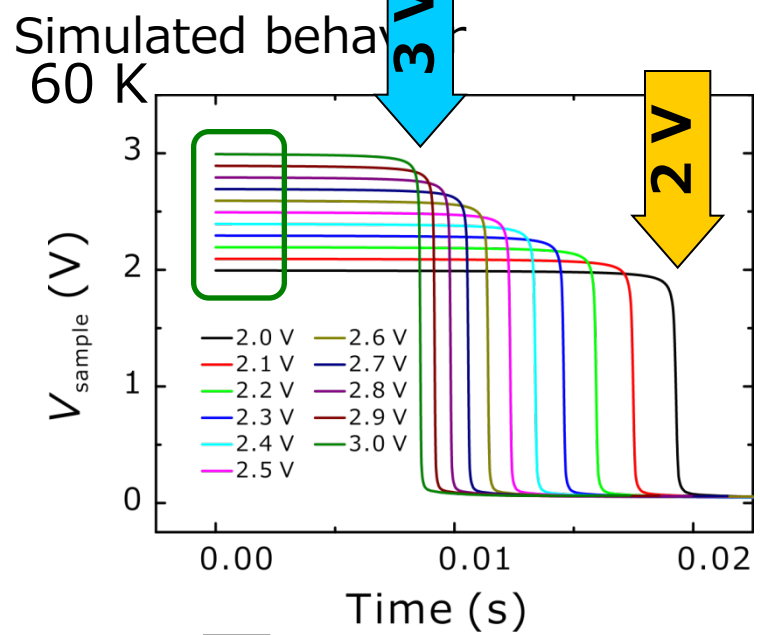 Simulated behav r
60 K
3 V
2 V
3
2
1
0
V sample (V)
2.0 V
2.1 V
2.2 V
2.3 V
2.4 V
2.5 V
2.6 V
2.7 V
2.8 V
2.9 V
3.0 V
0.00 0.01 0.02
Time (s)